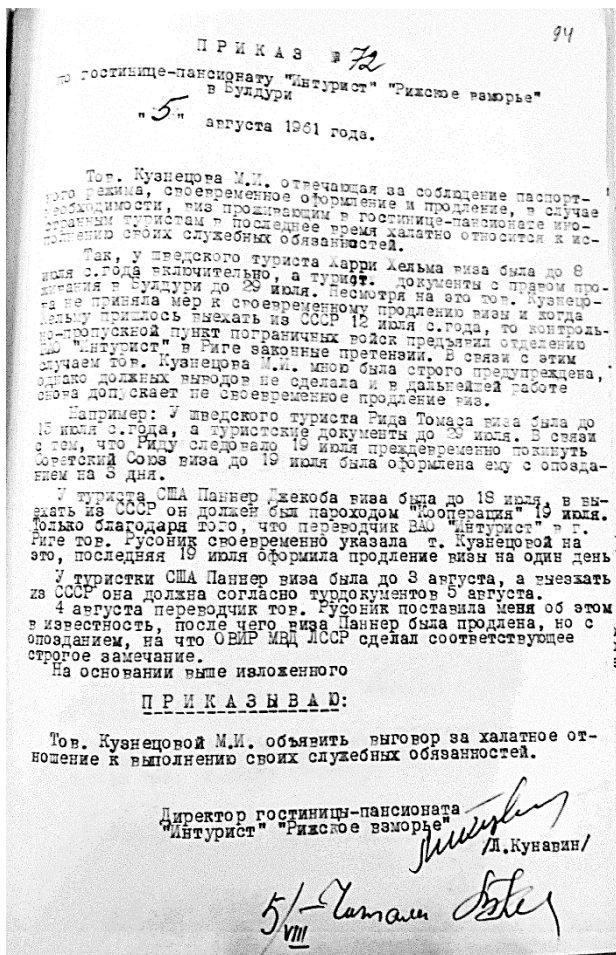 94
П Р И К А З № 72
по гостинице-пансионату "Интурист" "Рижское взморье"
в Булдури
"5" августа 1961 года.
Тов. Кузнецова М.И. отвечающая за соблюдение паспорт-
ного режима, своевременное оформление и продление, в случае
необходимости, виз проживающим в гостинице-пансионате ино-
странным туристам в последнее время халатно относится к ис-
полнению своих служебных обязанностей.
Так, у шведского туриста Харри Хельма виза была до 8
июля с.года включительно, а турист. документы с правом про-
живания в Булдури до 29 июля. Несмотря на это тов. Кузнецо-
ва не приняла мер к своевременному продлению визы и когда
Хельму пришлось выехать из СССР 12 июля с.года, то контроль-
но-пропускной пункт пограничных войск предъявил отделению
ВАО "Интурист" в Риге законные претензии. В связи с этим
случаем тов. Кузнецова М.И. мною была строго предупреждена,
однако должных выводов не сделала и в дальнейшей работе
снова допускает не своевременное продление виз.
Например: У шведского туриста Рида Томаса виза была до
15 июля с.года, а туристские документы до 29 июля. В связи
с тем, что Риду следовало 19 июля преждевременно покинуть
Советский Союз виза до 19 июля была оформлена ему с опозда-
нием на 3 дня.
У туриста США Паннер Джекоба виза была до 18 июля, а вы-
ехать из СССР он должен был пароходом "Кооперация" 19 июля.
Только благодаря того, что переводчик ВАО "Интурист" в г.
Риге тов. Русоник своевременно указала т. Кузнецовой на
это, последняя 19 июля оформила продление визы на один день
У туристки США Паннер виза была до 3 августа, а выезжать
из СССР она должна согласно турдокументов 5 августа.
4 августа переводчик тов. Русоник поставила меня об этом
в известность, после чего виза Паннер была продлена, но с
опозданием, на что ОВИР МВД ЛССР сделал соответствующее
строгое замечание.
На основании выше изложенного
П Р И К А З Ы В А Ю:
Тов. Кузнецовой М.И. объявить выговор за халатное от-
ношение к выполнению своих служебных обязанностей.
Директор гостиницы-пансионата
"Интурист" "Рижское взморье"
/Л.Кунавин/
5/VIII – Читали